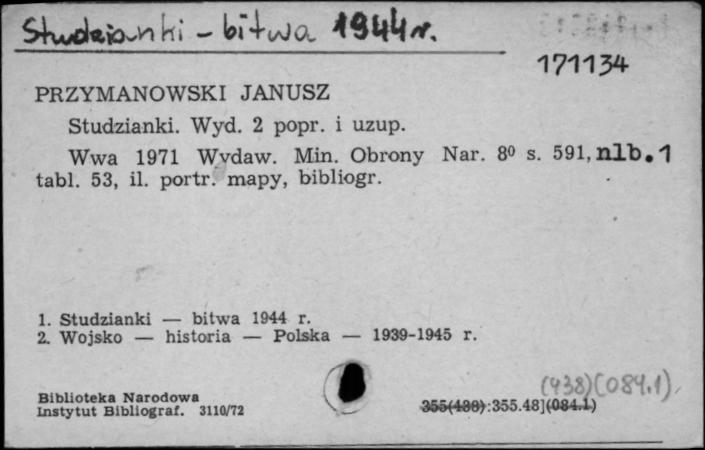 Studzianki - bitwa 1944 r.
171134
PRZYMANOWSKI JANUSZ
Studzianki. Wyd. 2 popr. i uzup.
Wwa 1971 Wydaw. Min. Obrony Nar. 8⁰ s. 591, nlb. 1
tabl. 53, il. portr. mapy, bibliogr.
1. Studzianki — bitwa 1944 r.
2. Wojsko — historia — Polska — 1939-1945 r.
(438)(084.1)
Biblioteka Narodowa
Instytut Bibliograf. 3110/72
355(438):355.48](084.1)